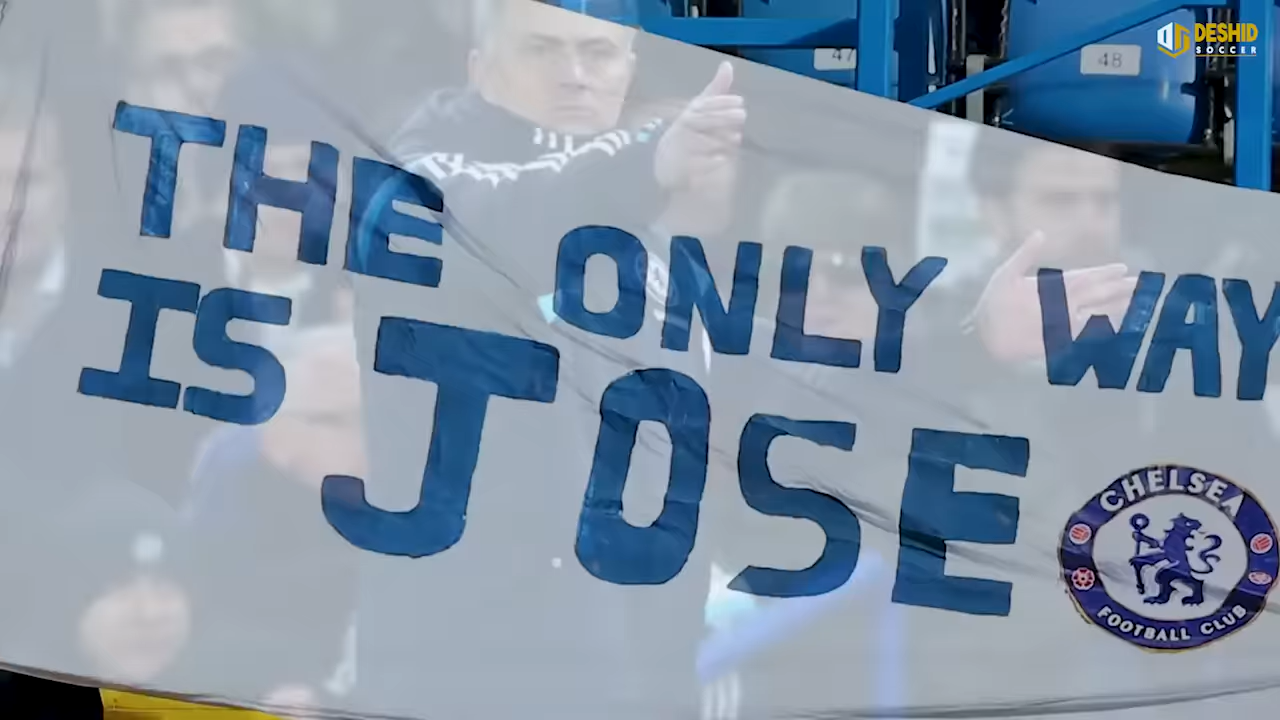 DESHID
SOCCER
47
48
THE ONLY WAY
IS JOSE
CHELSEA
FOOTBALL CLUB